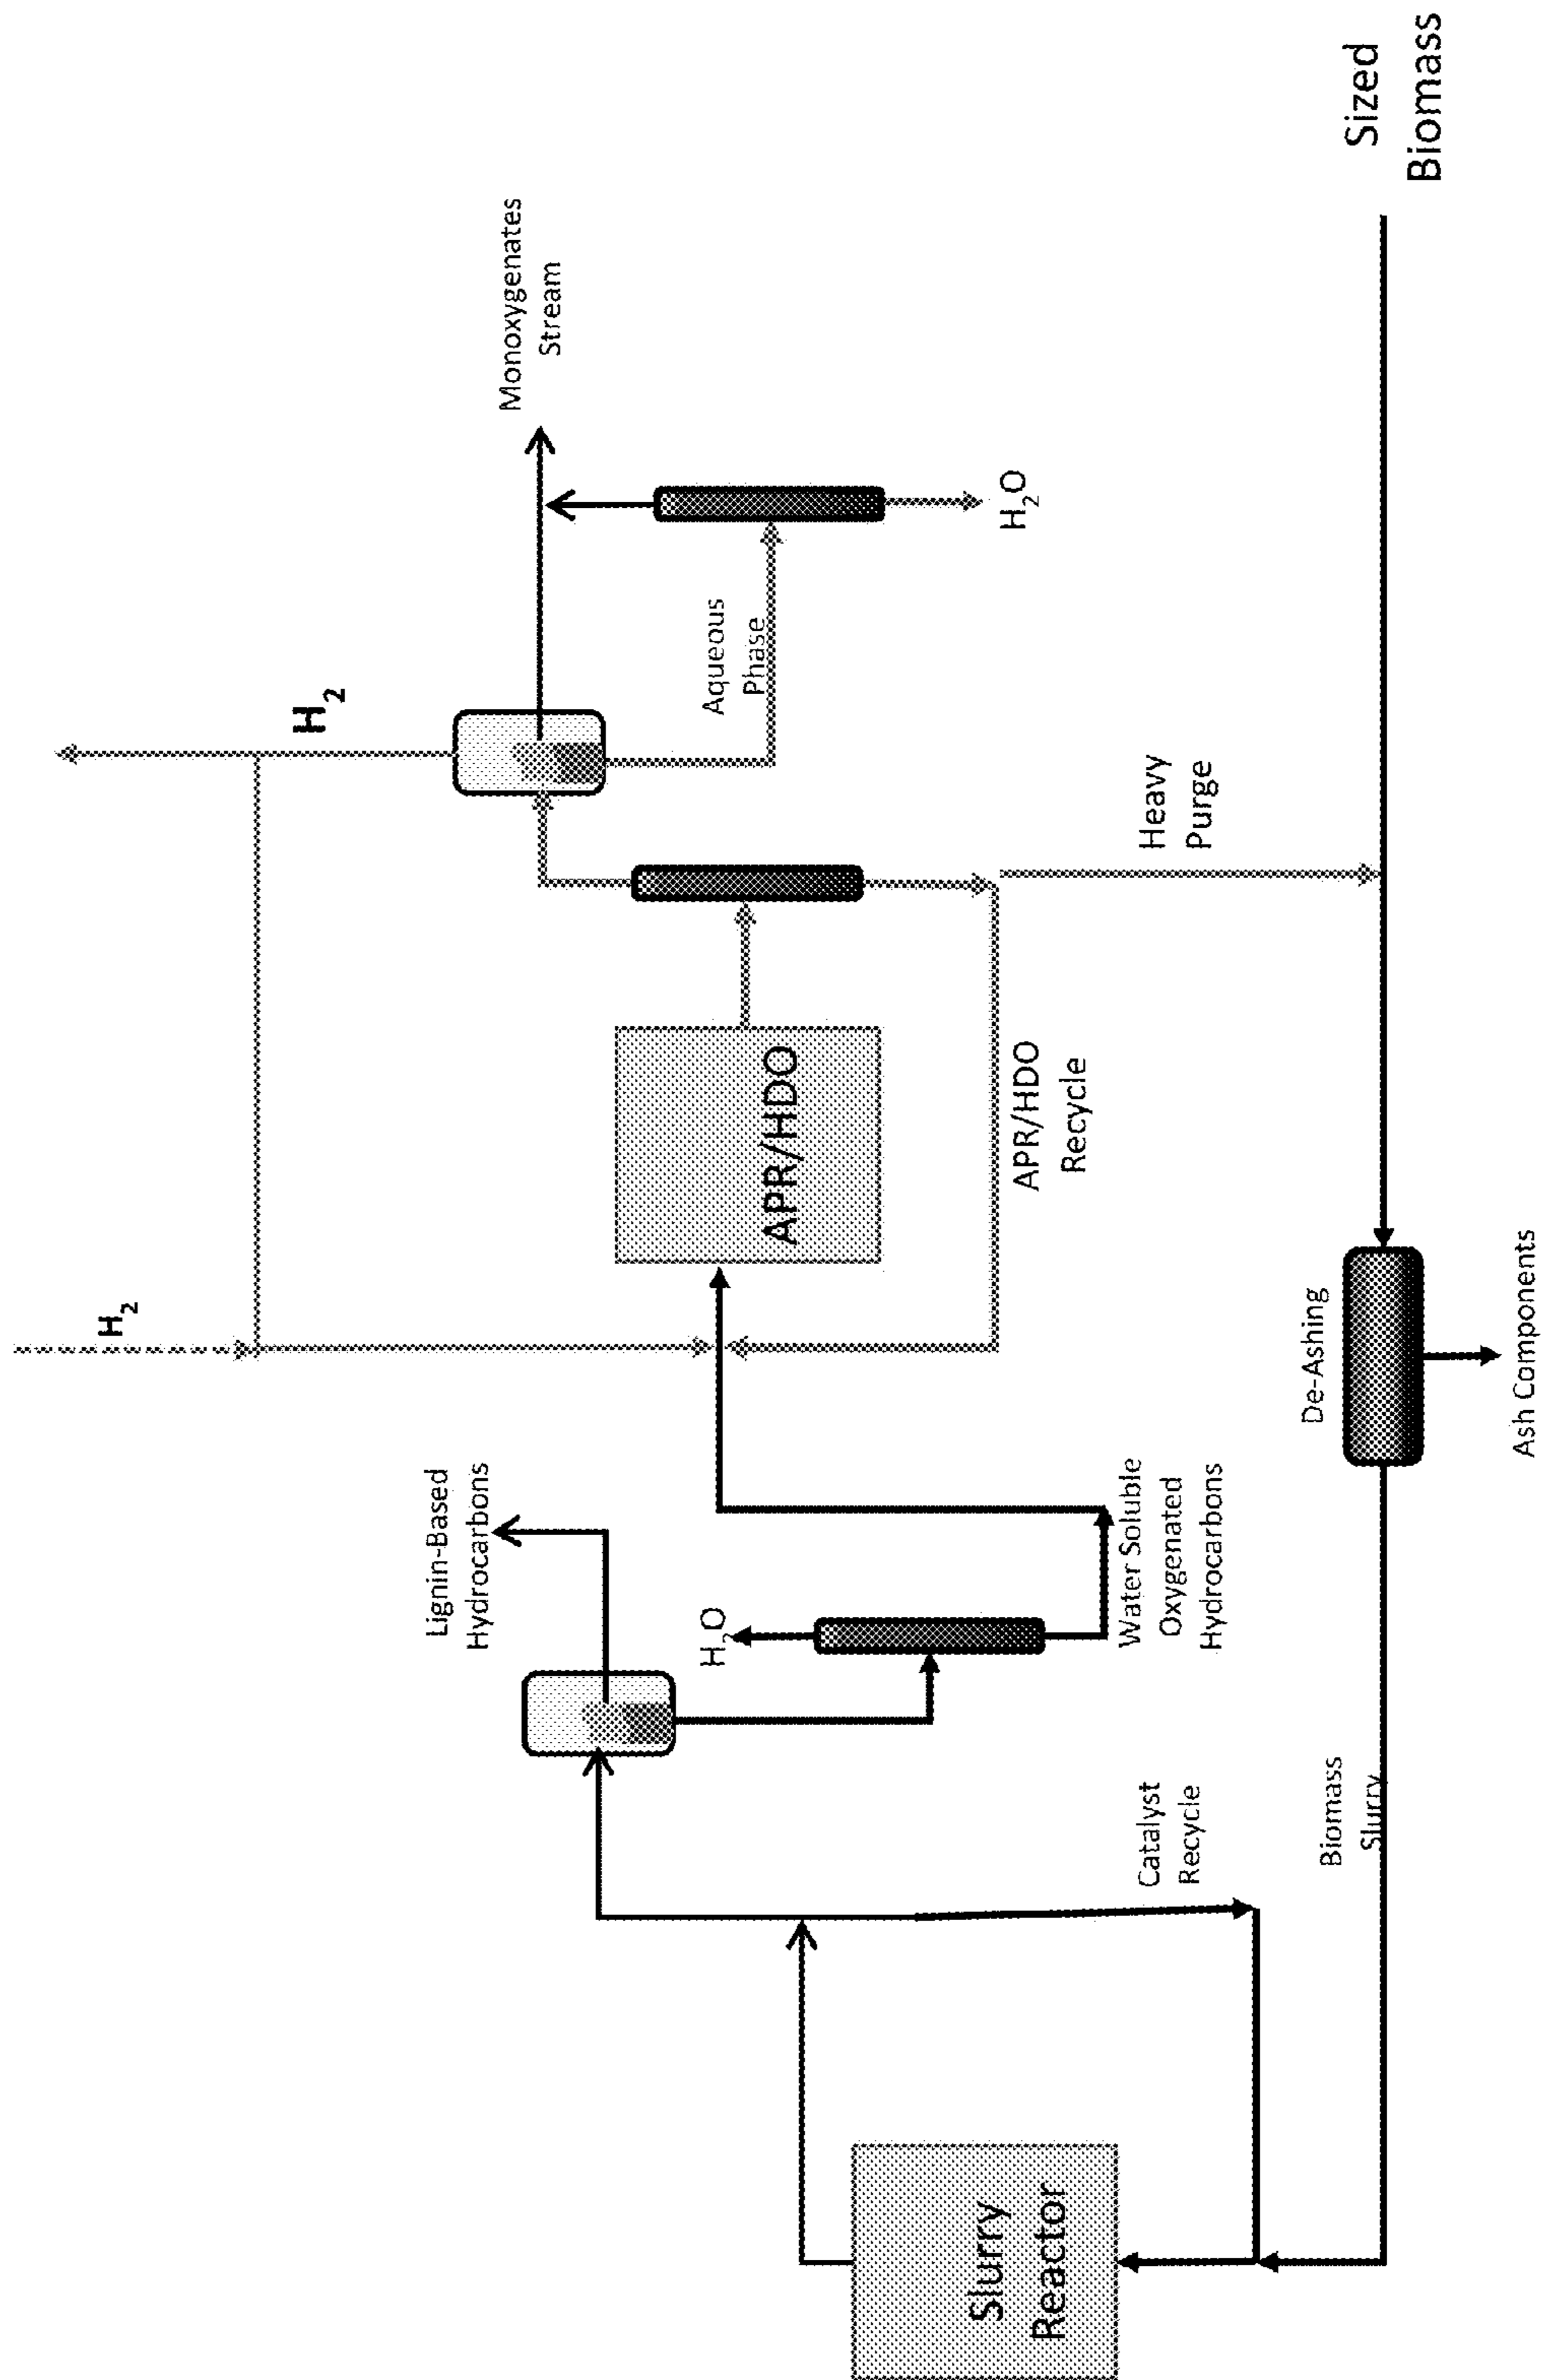 H₂
H₂
Lignin-Based
Hydrocarbons
Monoxygenates
Stream
H₂O
Aqueous
Phase
APR/HDO
Slurry
Reactor
H₂O
APR/HDO
Recycle
Water Soluble
Oxygenated
Hydrocarbons
Catalyst
Recycle
Heavy
Purge
Biomass
Slurry
De-Ashing
Sized
Biomass
Ash Components